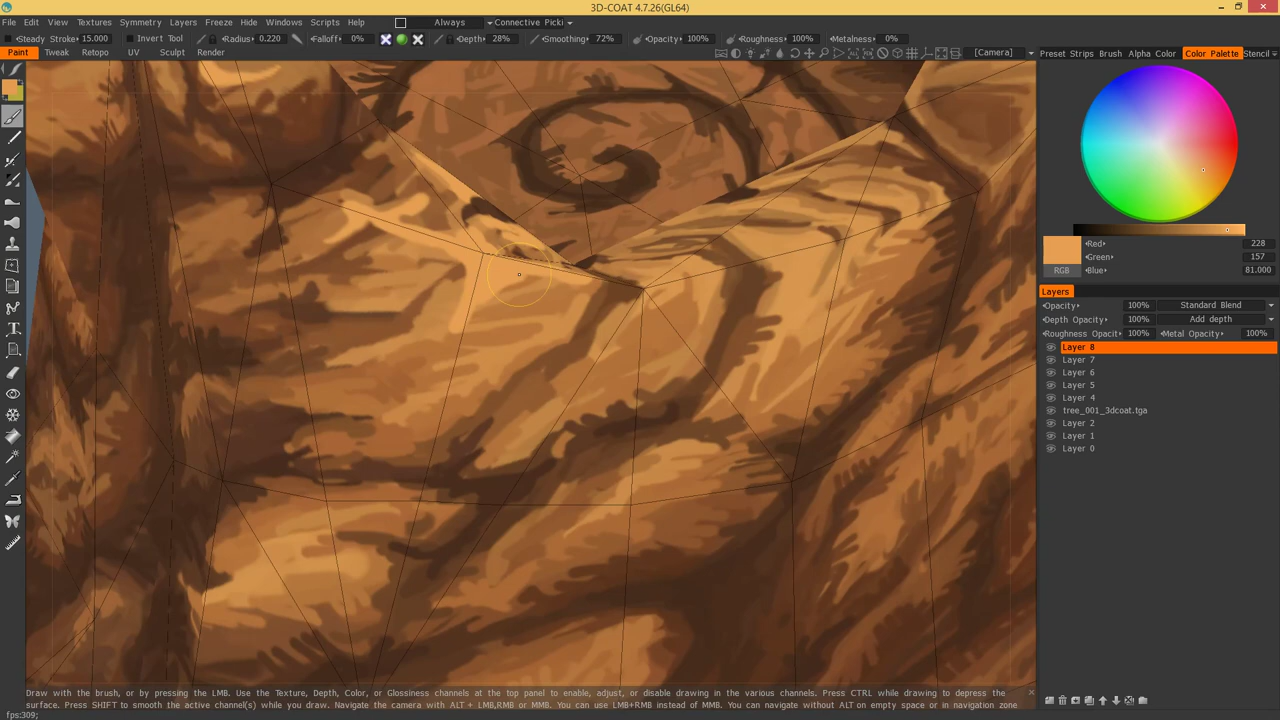 3D-COAT 4.7.26(GL64)
File Edit View Textures Symmetry Layers Freeze Hide Windows Scripts Help Always Connective Picki
Steady Stroke 15.000 Invert Tool Radius: 0.220 Falloff: 0% Depth: 28% Smoothing: 72% Opacity: 100% Roughness: 100% Metalness: 0%
Paint Tweak Retopo UV Sculpt Render [Camera] Preset Strips Brush Alpha Color Color Palette Stencil
Red: 228
Green: 157
RGB Blue: 81.000
Layers
Opacity: 100% Standard Blend
Depth Opacity: 100% Add depth
Roughness Opacit: 100% Metal Opacity: 100%
Layer 8
Layer 7
Layer 6
Layer 5
Layer 4
tree_001_3dcoat.tga
Layer 2
Layer 1
Layer 0
Draw with the brush, or by pressing the LMB. Use the Texture, Depth, Color, or Glossiness channels at the top panel to enable, adjust, or disable drawing in the various channels. Press CTRL while drawing to depress the
surface. Press SHIFT to smooth the active channel(s) while you draw. Navigate the camera with ALT + LMB,RMB or MMB. You can use LMB+RMB instead of MMB. You can navigate without ALT on empty space or in navigation zone
fps:309;